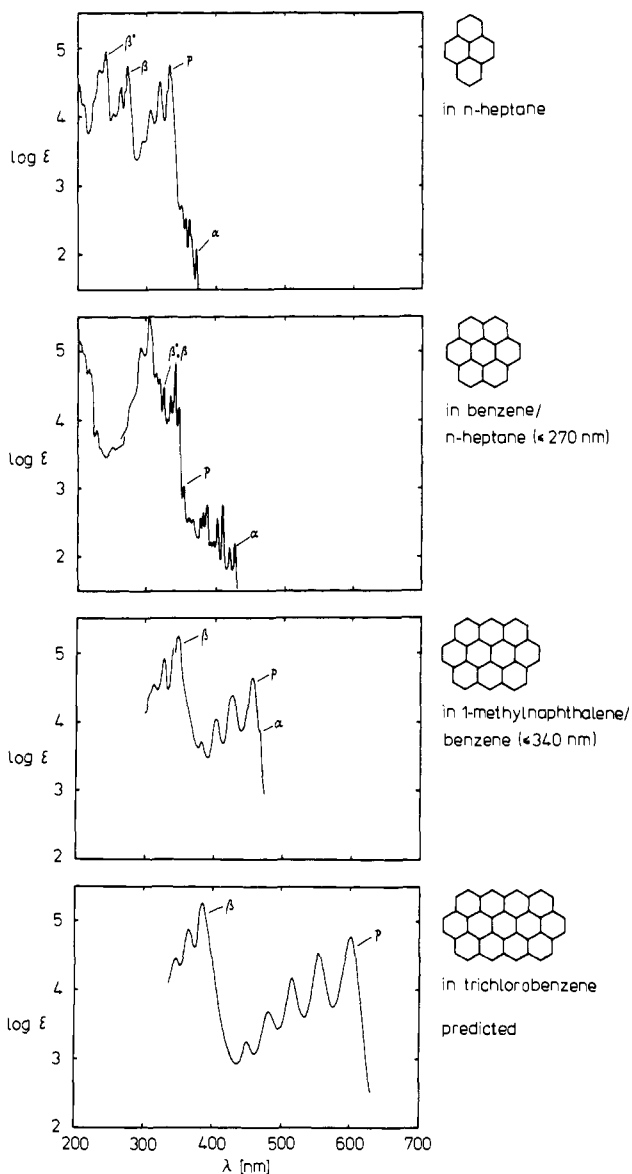 5
4
3
2
log ε
β'
β
p
α
in n-heptane
5
4
3
2
log ε
β',β
p
α
in benzene/
n-heptane (≤ 270 nm)
5
4
3
2
log ε
β
p
α
in 1-methylnaphthalene/
benzene (≤340 nm)
5
4
3
2
log ε
β
p
in trichlorobenzene
predicted
200 300 400 500 600 700
λ [nm]